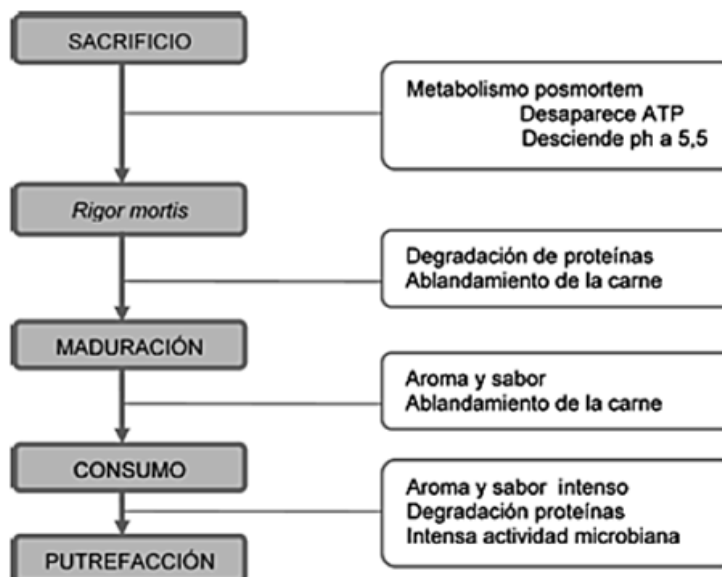 SACRIFICIO
Metabolismo posmortem
Desaparece ATP
Desciende ph a 5,5
Rigor mortis
Degradación de proteínas
Ablandamiento de la carne
MADURACIÓN
Aroma y sabor
Ablandamiento de la carne
CONSUMO
Aroma y sabor intenso
Degradación proteínas
Intensa actividad microbiana
PUTREFACCIÓN